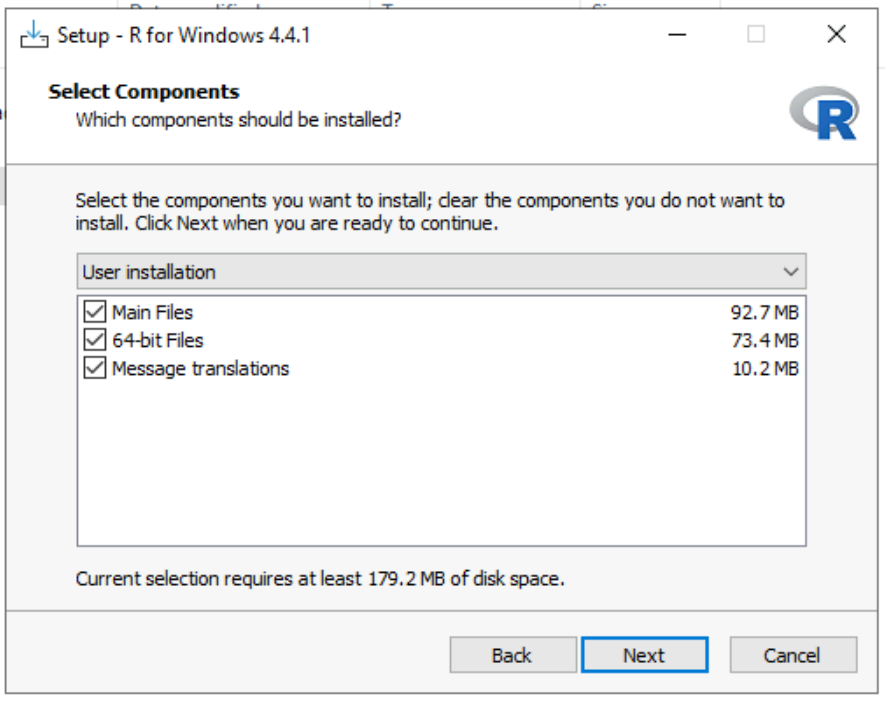 Setup - R for Windows 4.4.1
Select Components
Which components should be installed?
R
Select the components you want to install; clear the components you do not want to
install. Click Next when you are ready to continue.
User installation
Main Files 92.7 MB
64-bit Files 73.4 MB
Message translations 10.2 MB
Current selection requires at least 179.2 MB of disk space.
Back Next Cancel